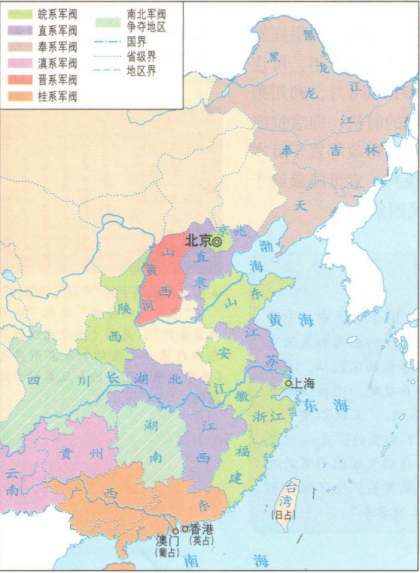 皖系军阀
直系军阀
奉系军阀
滇系军阀
晋系军阀
桂系军阀
南北军阀
争夺地区
国界
省级界
地区界
黑
龙
江
黑
龙
江
奉
吉林
天
北京
京兆
直
隶
渤
海
山
西
黄
河
山东
陕
西
黄海
江
苏
安
徽
上海
四川
长
江
湖北
浙江
东海
湖
南
江
西
福
建
贵州
云
南
广西
广
东
香港
(英占)
澳门
(葡占)
台
湾
(日占)
南海